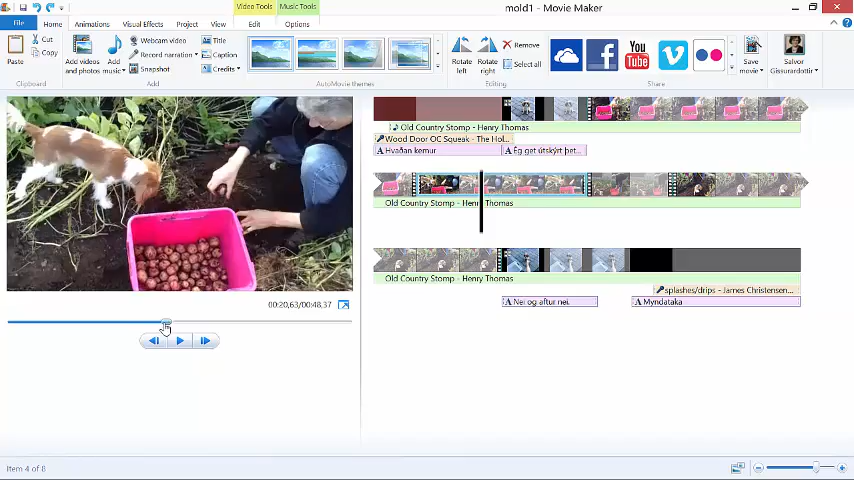 Video Tools Music Tools mold1 - Movie Maker
File Home Animations Visual Effects Project View Edit Options
Paste Cut Copy
Clipboard
Add videos and photos
Add music
Webcam video
Record narration
Snapshot
Title
Caption
Credits
Add
AutoMovie themes
Rotate left
Rotate right
Remove
Select all
Editing
f
You Tube
Share
Save movie
Salvor Gissurardottir
Old Country Stomp - Henry Thomas
Wood Door OC Squeak - The Hol...
A Hvaðan kemur
A Ég get útskýrt þet...
Old Country Stomp - Henry Thomas
00:20,63/00:48,37
Old Country Stomp - Henry Thomas
splashes/drips - James Christensen...
A Nei og aftur nei.
A Myndataka
Item 4 of 8